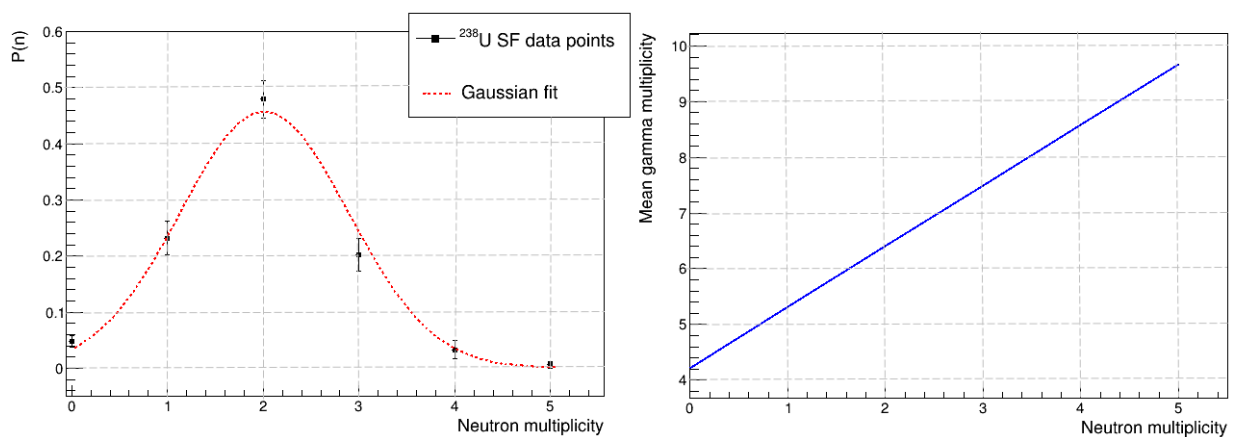 P(n)
0.6
0.5
0.4
0.3
0.2
0.1
0
0 1 2 3 4 5
Neutron multiplicity
²³⁸U SF data points
Gaussian fit
Mean gamma multiplicity
10
9
8
7
6
5
4
0 1 2 3 4 5
Neutron multiplicity